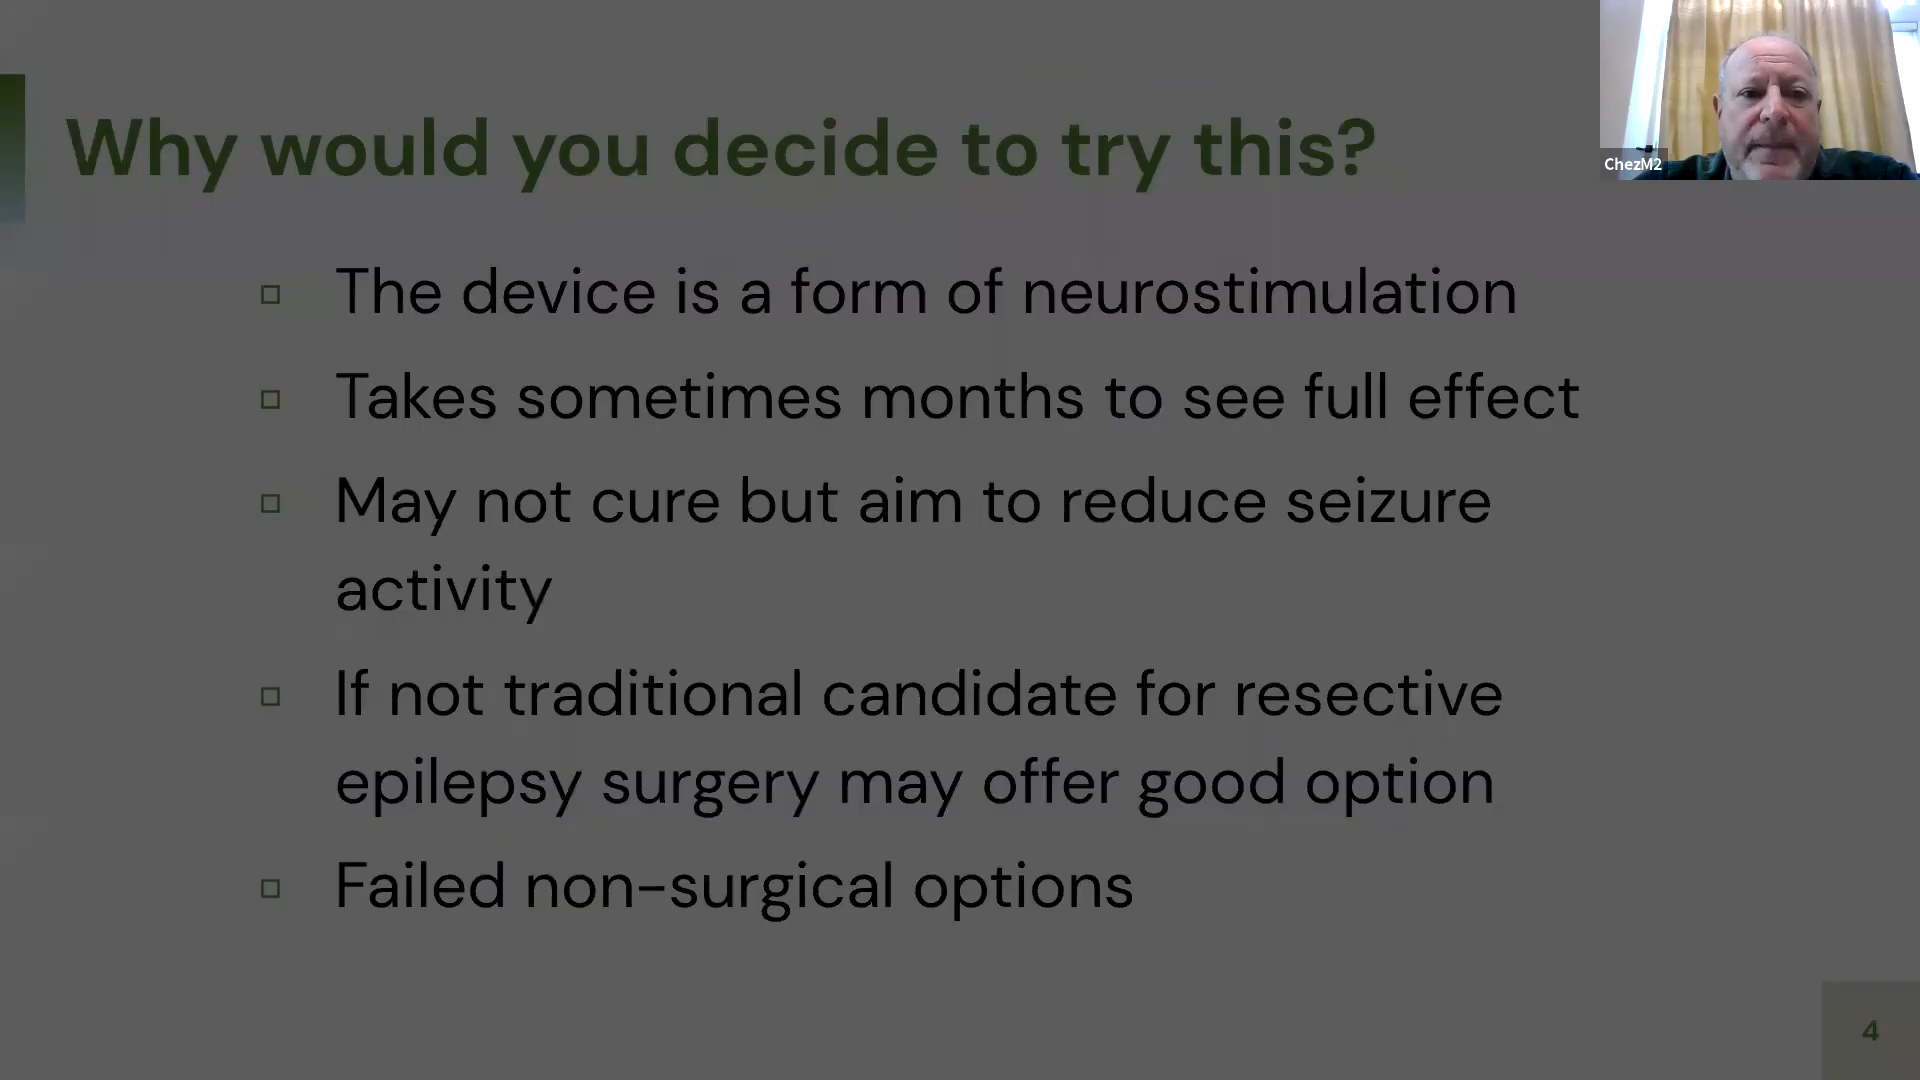 Why would you decide to try this?
ChezM2
The device is a form of neurostimulation
Takes sometimes months to see full effect
May not cure but aim to reduce seizure
activity
If not traditional candidate for resective
epilepsy surgery may offer good option
Failed non-surgical options
4